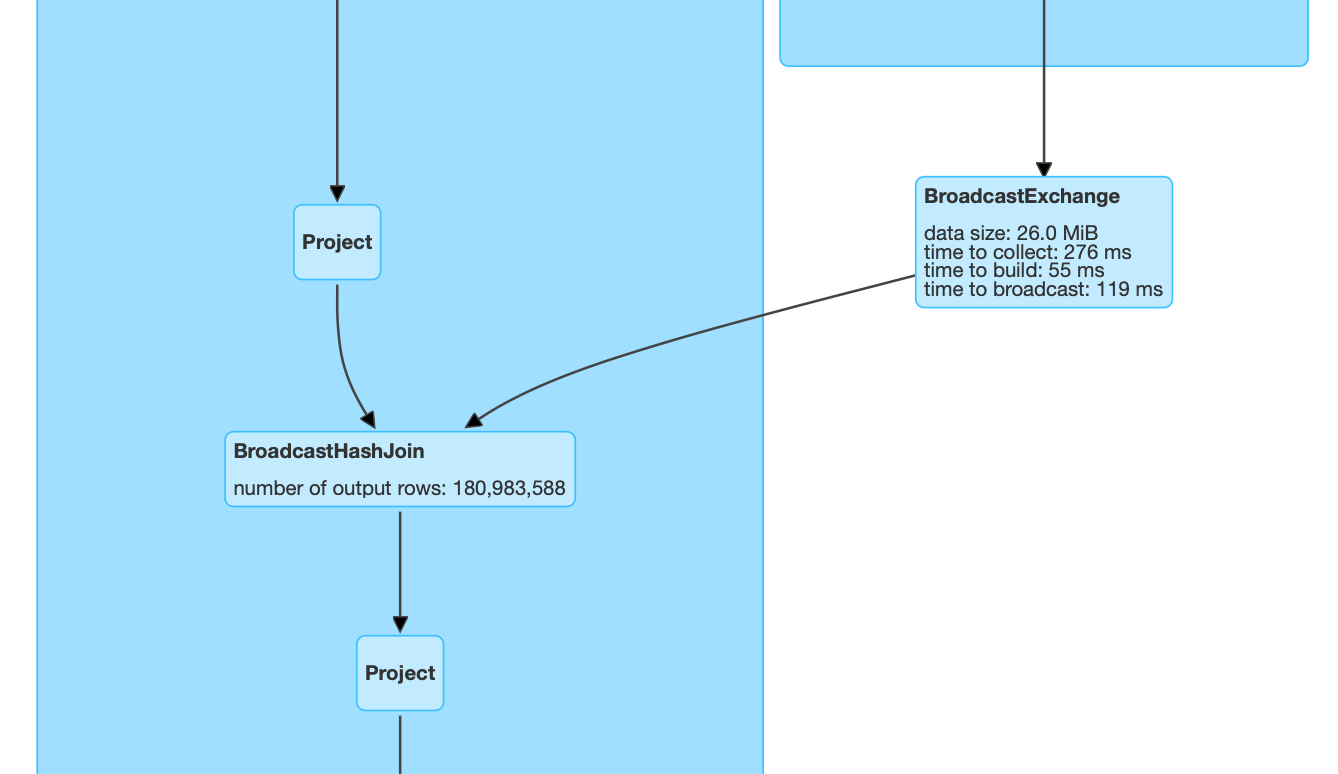 Project
BroadcastExchange
data size: 26.0 MiB
time to collect: 276 ms
time to build: 55 ms
time to broadcast: 119 ms
BroadcastHashJoin
number of output rows: 180,983,588
Project